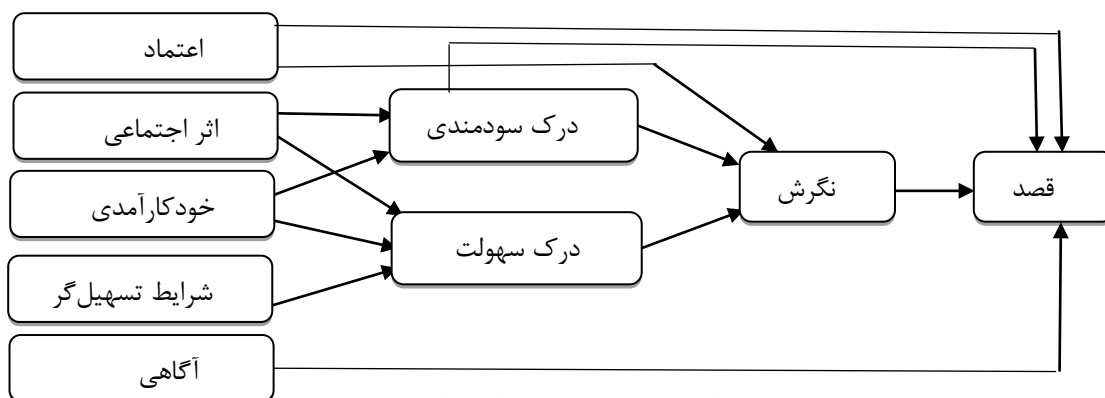 اعتماد
اثر اجتماعی
خودکارآمدی
شرایط تسهیل‌گر
آگاهی
درک سودمندی
درک سهولت
نگرش
قصد